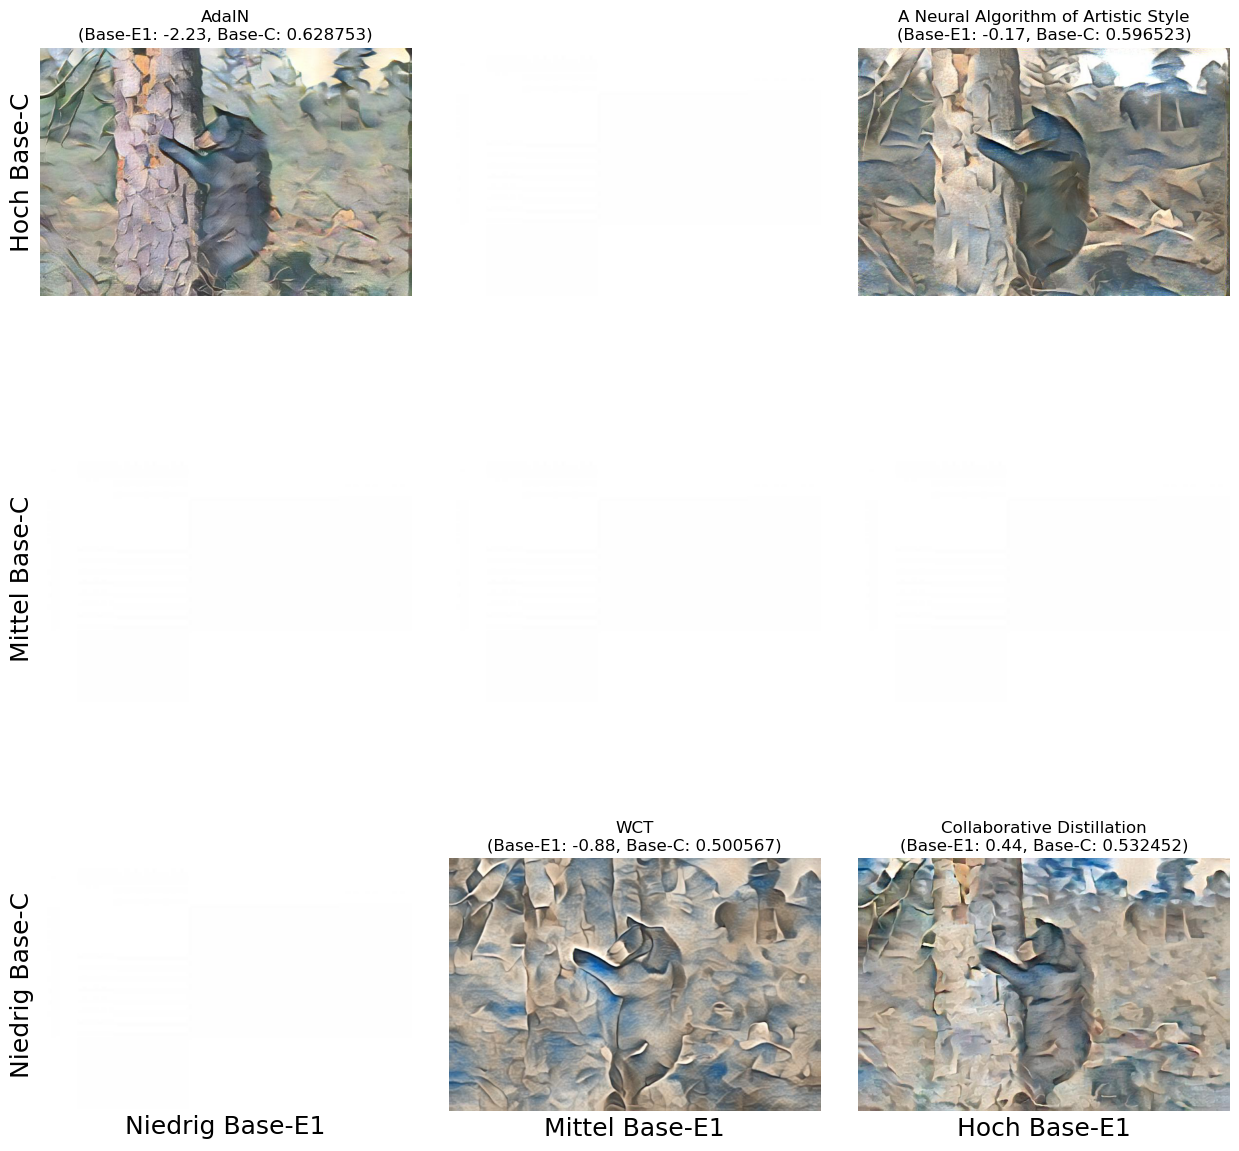 AdaIN
(Base-E1: -2.23, Base-C: 0.628753)
A Neural Algorithm of Artistic Style
(Base-E1: -0.17, Base-C: 0.596523)
Hoch Base-C
Mittel Base-C
WCT
(Base-E1: -0.88, Base-C: 0.500567)
Collaborative Distillation
(Base-E1: 0.44, Base-C: 0.532452)
Niedrig Base-C
Niedrig Base-E1
Mittel Base-E1
Hoch Base-E1